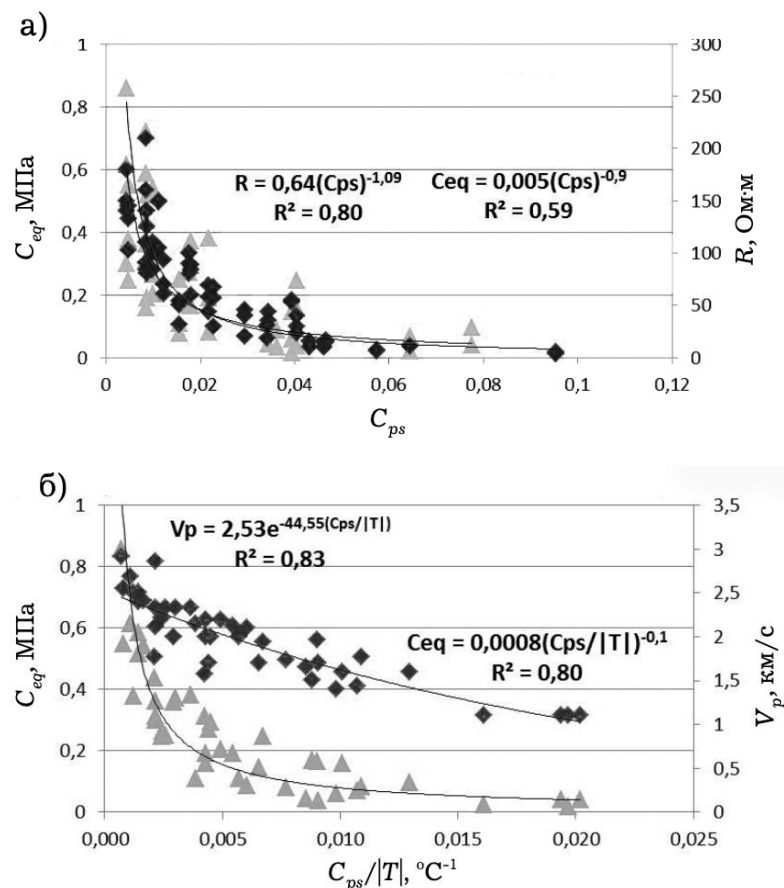 а)
1
0,8
0,6
0,4
0,2
0
C_eq, МПа
300
250
200
150
100
50
0
R, Ом·м
R = 0,64(Cps)^-1,09
R² = 0,80
Ceq = 0,005(Cps)^-0,9
R² = 0,59
0 0,02 0,04 0,06 0,08 0,1 0,12
C_ps
б)
1
0,8
0,6
0,4
0,2
0
C_eq, МПа
3,5
3
2,5
2
1,5
1
0,5
0
V_p, км/с
Vp = 2,53e^-44,55(Cps/|T|)
R² = 0,83
Ceq = 0,0008(Cps/|T|)^-0,1
R² = 0,80
0,000 0,005 0,010 0,015 0,020 0,025
C_ps/|T|, °C⁻¹